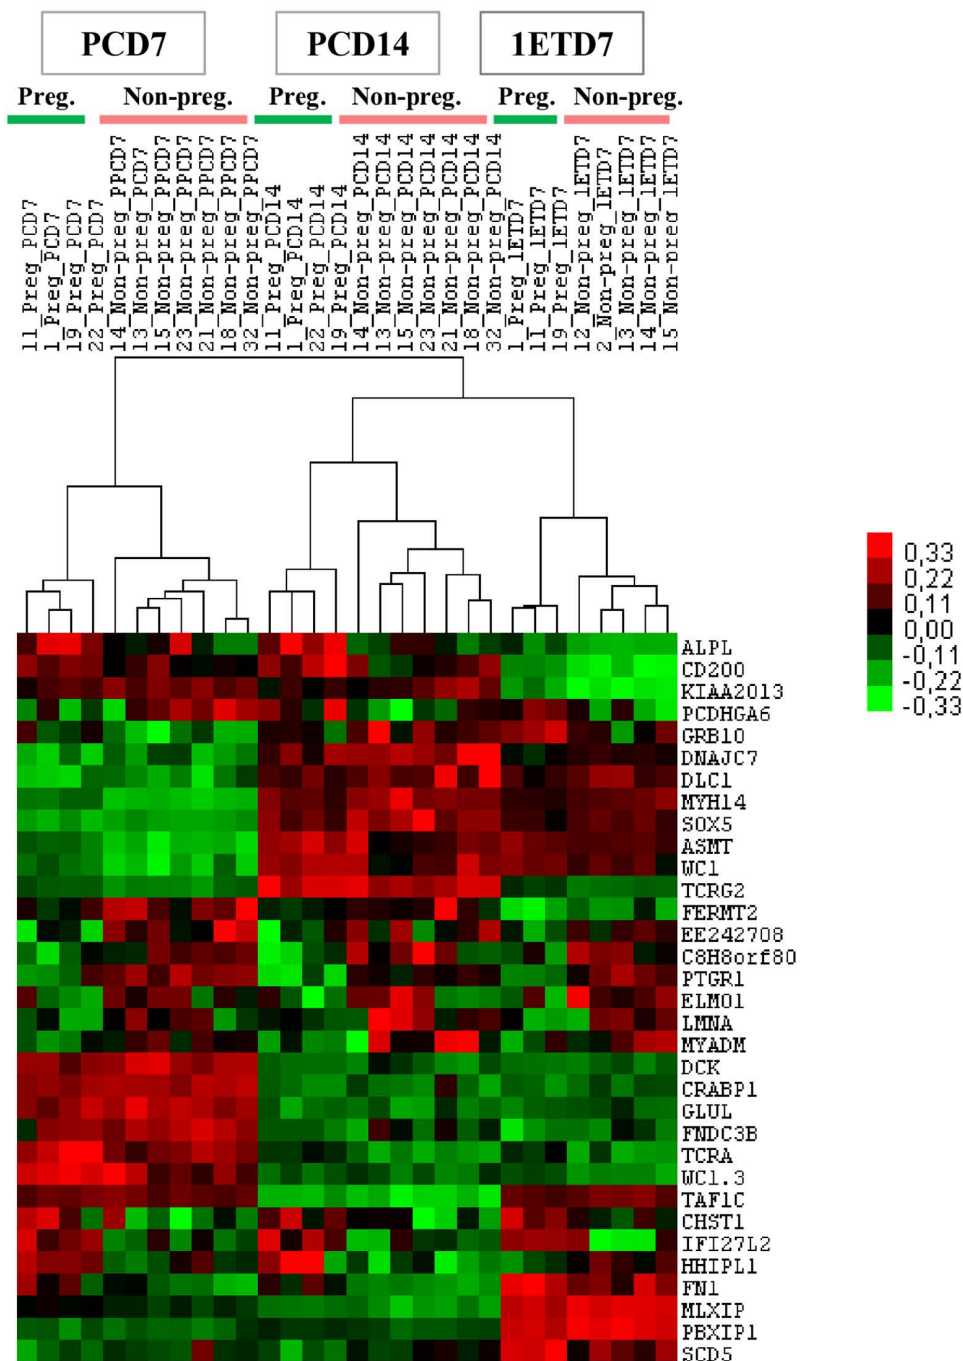 PCD7 PCD14 1ETD7
Preg. Non-preg. Preg. Non-preg. Preg. Non-preg.
11_Preg_PCD7
1_Preg_PCD7
19_Preg_PCD7
22_Preg_PCD7
14_Non-preg_PPCD7
13_Non-preg_PCD7
15_Non-preg_PPCD7
23_Non-preg_PPCD7
21_Non-preg_PPCD7
18_Non-preg_PPCD7
32_Non-preg_PPCD7
11_Preg_PCD14
1_Preg_PCD14
22_Preg_PCD14
19_Preg_PCD14
14_Non-preg_PCD14
13_Non-preg_PCD14
15_Non-preg_PCD14
23_Non-preg_PCD14
21_Non-preg_PCD14
18_Non-preg_PCD14
32_Non-preg_PCD14
1_Preg_1ETD7
11_Preg_1ETD7
19_Preg_1ETD7
12_Non-preg_1ETD7
2_Non-preg_1ETD7
13_Non-preg_1ETD7
14_Non-preg_1ETD7
15_Non-preg_1ETD7
0,33
0,22
0,11
0,00
-0,11
-0,22
-0,33
ALPL
CD200
KIAA2013
PCDHGA6
GRB10
DNAJC7
DLC1
MYH14
SOX5
ASMT
WC1
TCRG2
FERMT2
EE242708
C8H8orf80
PTGR1
ELMO1
LMNA
MYADM
DCK
CRABP1
GLUL
FNDC3B
TCRA
WC1.3
TAF1C
CHST1
IFI27L2
HHIPL1
FN1
MLXIP
PBXIP1
SCD5